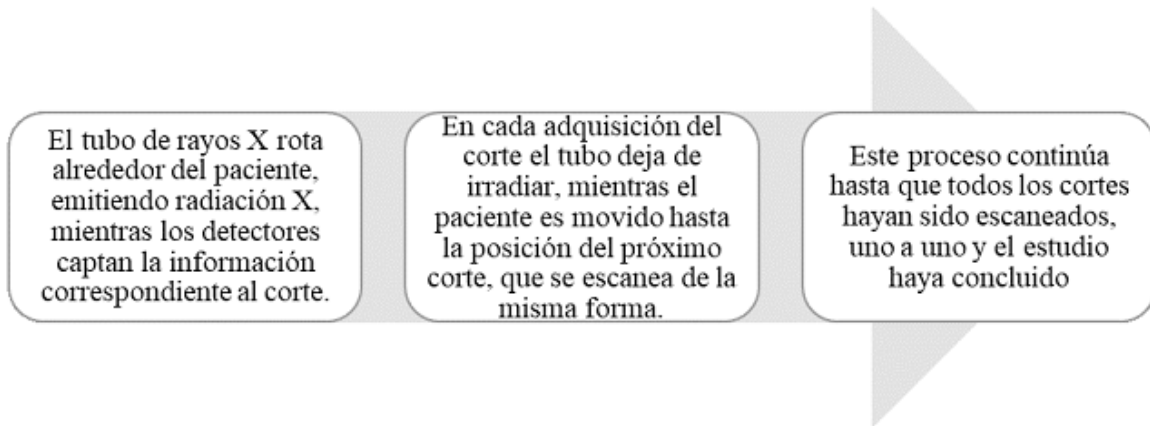 El tubo de rayos X rota
alrededor del paciente,
emitiendo radiación X,
mientras los detectores
captan la información
correspondiente al corte.
En cada adquisición del
corte el tubo deja de
irradiar, mientras el
paciente es movido hasta
la posición del próximo
corte, que se escanea de la
misma forma.
Este proceso continúa
hasta que todos los cortes
hayan sido escaneados,
uno a uno y el estudio
haya concluido